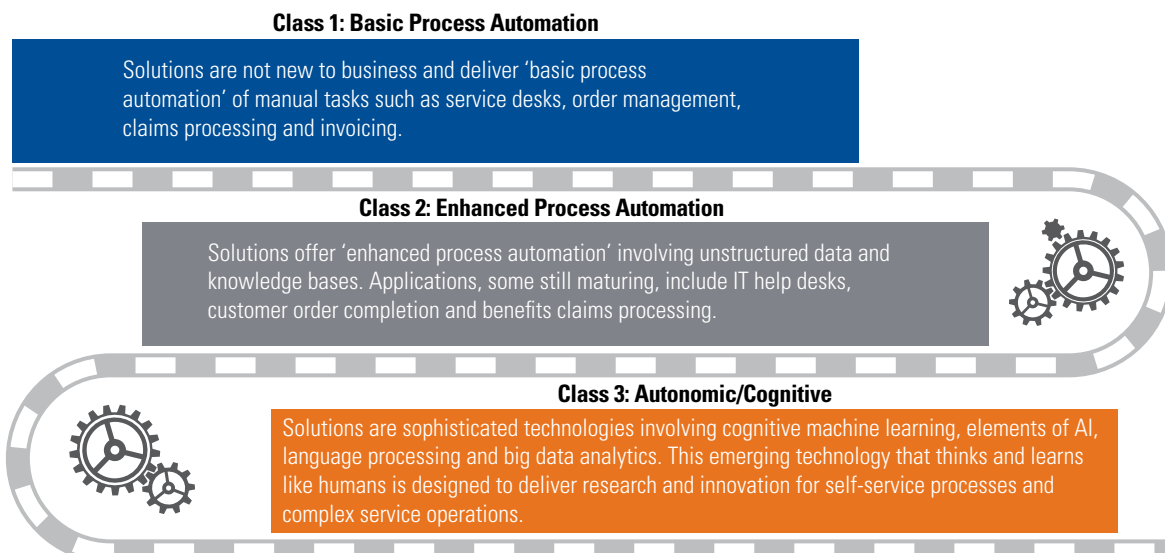 Class 1: Basic Process Automation
Solutions are not new to business and deliver ‘basic process
automation’ of manual tasks such as service desks, order management,
claims processing and invoicing.
Class 2: Enhanced Process Automation
Solutions offer ‘enhanced process automation’ involving unstructured data and
knowledge bases. Applications, some still maturing, include IT help desks,
customer order completion and benefits claims processing.
Class 3: Autonomic/Cognitive
Solutions are sophisticated technologies involving cognitive machine learning, elements of AI,
language processing and big data analytics. This emerging technology that thinks and learns
like humans is designed to deliver research and innovation for self-service processes and
complex service operations.